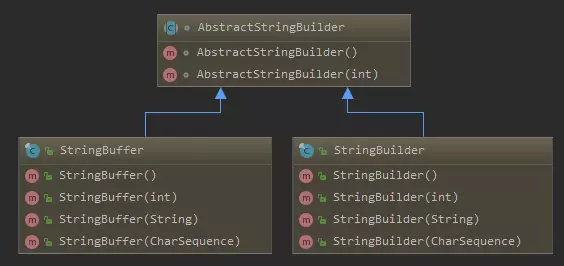 AbstractStringBuilder
AbstractStringBuilder()
AbstractStringBuilder(int)
StringBuffer
StringBuffer()
StringBuffer(int)
StringBuffer(String)
StringBuffer(CharSequence)
StringBuilder
StringBuilder()
StringBuilder(int)
StringBuilder(String)
StringBuilder(CharSequence)